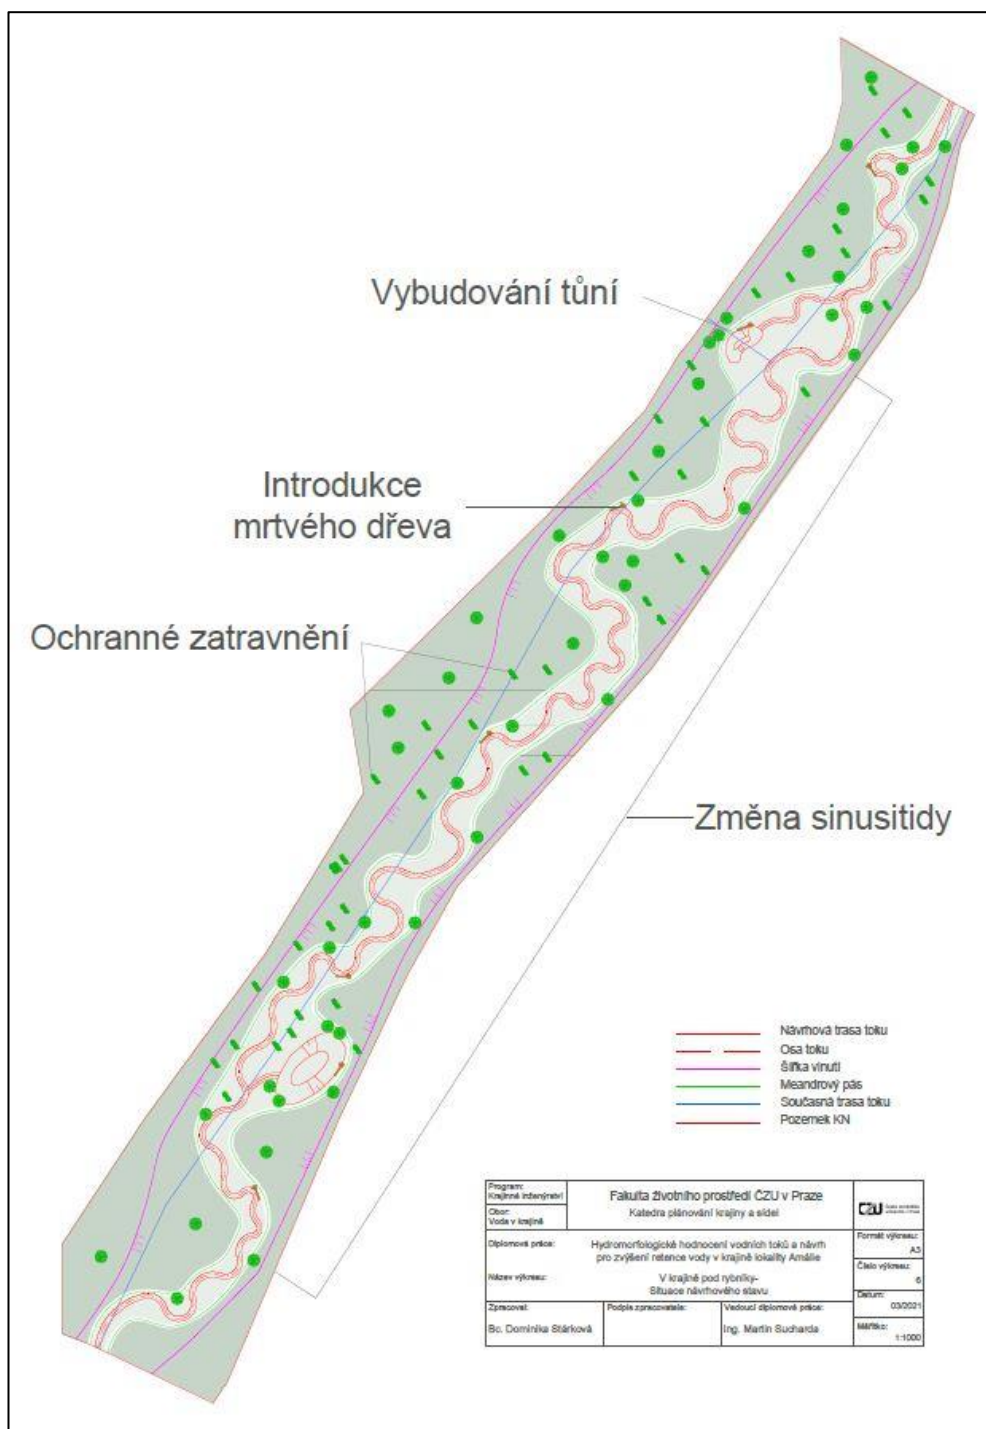 Vybudování tůní
Introdukce
mrtvého dřeva
Ochranné zatravnění
Změna sinusitidy
Návrhová trasa toku
Osa toku
Šířka vinutí
Meandrový pás
Současná trasa toku
Pozemek KN
Program:
Krajinné inženýrství
Obor:
Voda v krajině
Fakulta životního prostředí ČZU v Praze
Katedra plánování krajiny a sídel
CZU
Formát výkresu:
A3
Diplomová práce:
Hydromorfologické hodnocení vodních toků a návrh
pro zvýšení retence vody v krajině lokality Amálie
Číslo výkresu:
6
Název výkresu:
V krajině pod rybníky-
Situace návrhového stavu
Datum:
03/2021
Zpracoval:
Bc. Dominika Stárková
Podpis zpracovatele:
Vedoucí diplomové práce:
Ing. Martin Sucharda
Měřítko:
1:1000